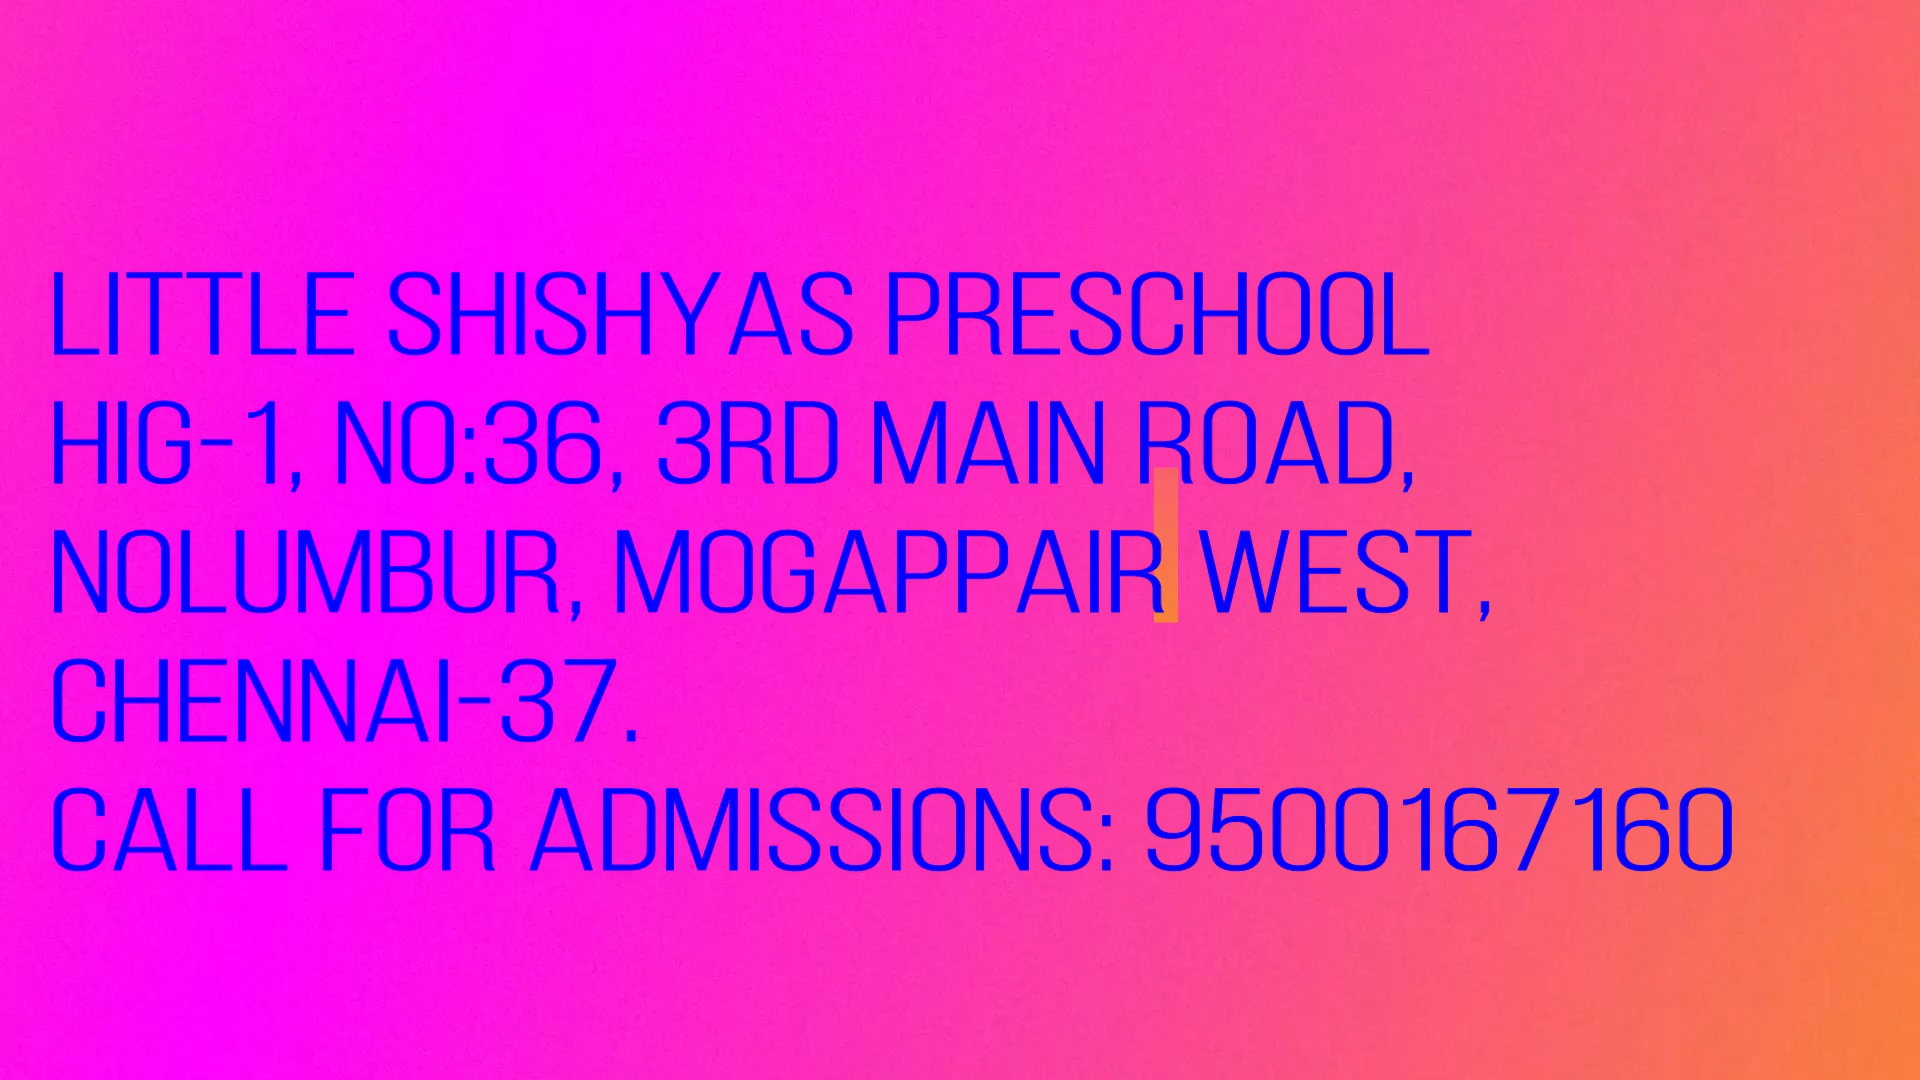 LITTLE SHISHYAS PRESCHOOL
HIG-1, NO:36, 3RD MAIN ROAD,
NOLUMBUR, MOGAPPAIR WEST,
CHENNAI-37.
CALL FOR ADMISSIONS: 9500167160